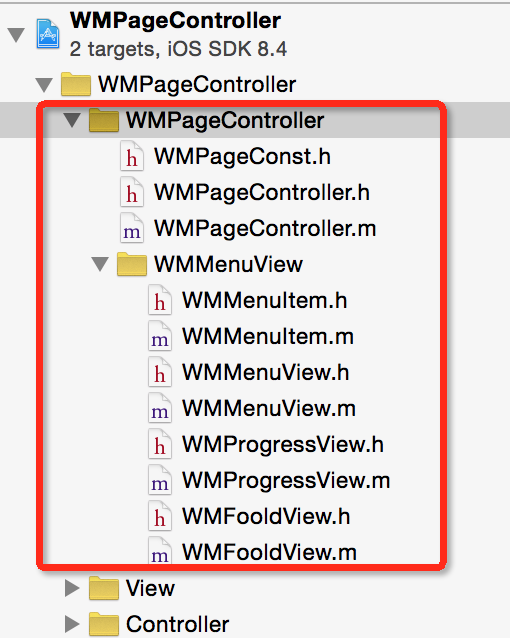 WMPageController
2 targets, iOS SDK 8.4
WMPageController
WMPageController
h WMPageConst.h
h WMPageController.h
m WMPageController.m
WMMenuView
h WMMenuItem.h
m WMMenuItem.m
h WMMenuView.h
m WMMenuView.m
h WMProgressView.h
m WMProgressView.m
h WMFooldView.h
m WMFooldView.m
View
Controller